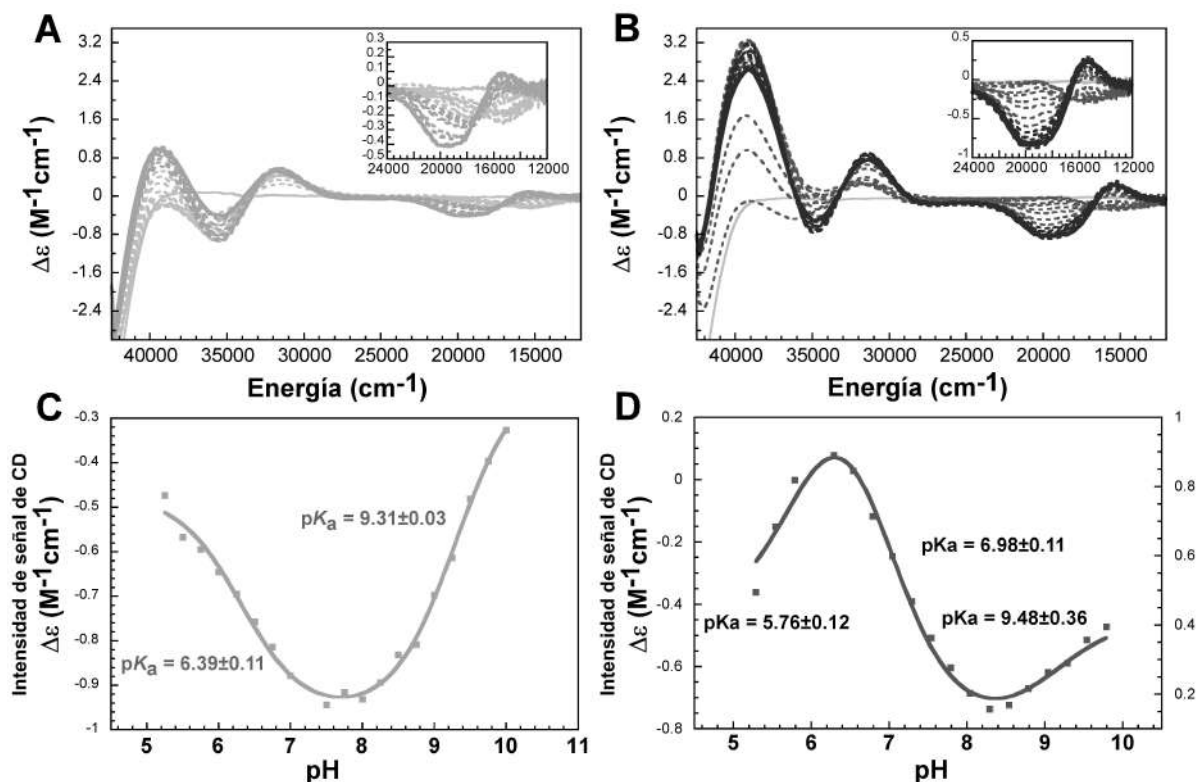 A
3.2
2.4
1.6
0.8
0
-0.8
-1.6
-2.4
Δε (M-1cm-1)
0.3
0.2
0.1
0
-0.1
-0.2
-0.3
-0.4
-0.5
24000 20000 16000 12000
40000 35000 30000 25000 20000 15000
Energía (cm-1)
B
3.2
2.4
1.6
0.8
0
-0.8
-1.6
-2.4
Δε (M-1cm-1)
0.5
0
-0.5
-1
24000 20000 16000 12000
40000 35000 30000 25000 20000 15000
Energía (cm-1)
C
Intensidad de señal de CD
Δε (M-1cm-1)
-0.3
-0.4
-0.5
-0.6
-0.7
-0.8
-0.9
-1
pKa = 9.31±0.03
pKa = 6.39±0.11
5 6 7 8 9 10 11
pH
D
Intensidad de señal de CD
Δε (M-1cm-1)
0.2
0
-0.2
-0.4
-0.6
-0.8
1
0.8
0.6
0.4
0.2
pKa = 6.98±0.11
pKa = 5.76±0.12
pKa = 9.48±0.36
5 6 7 8 9 10
pH